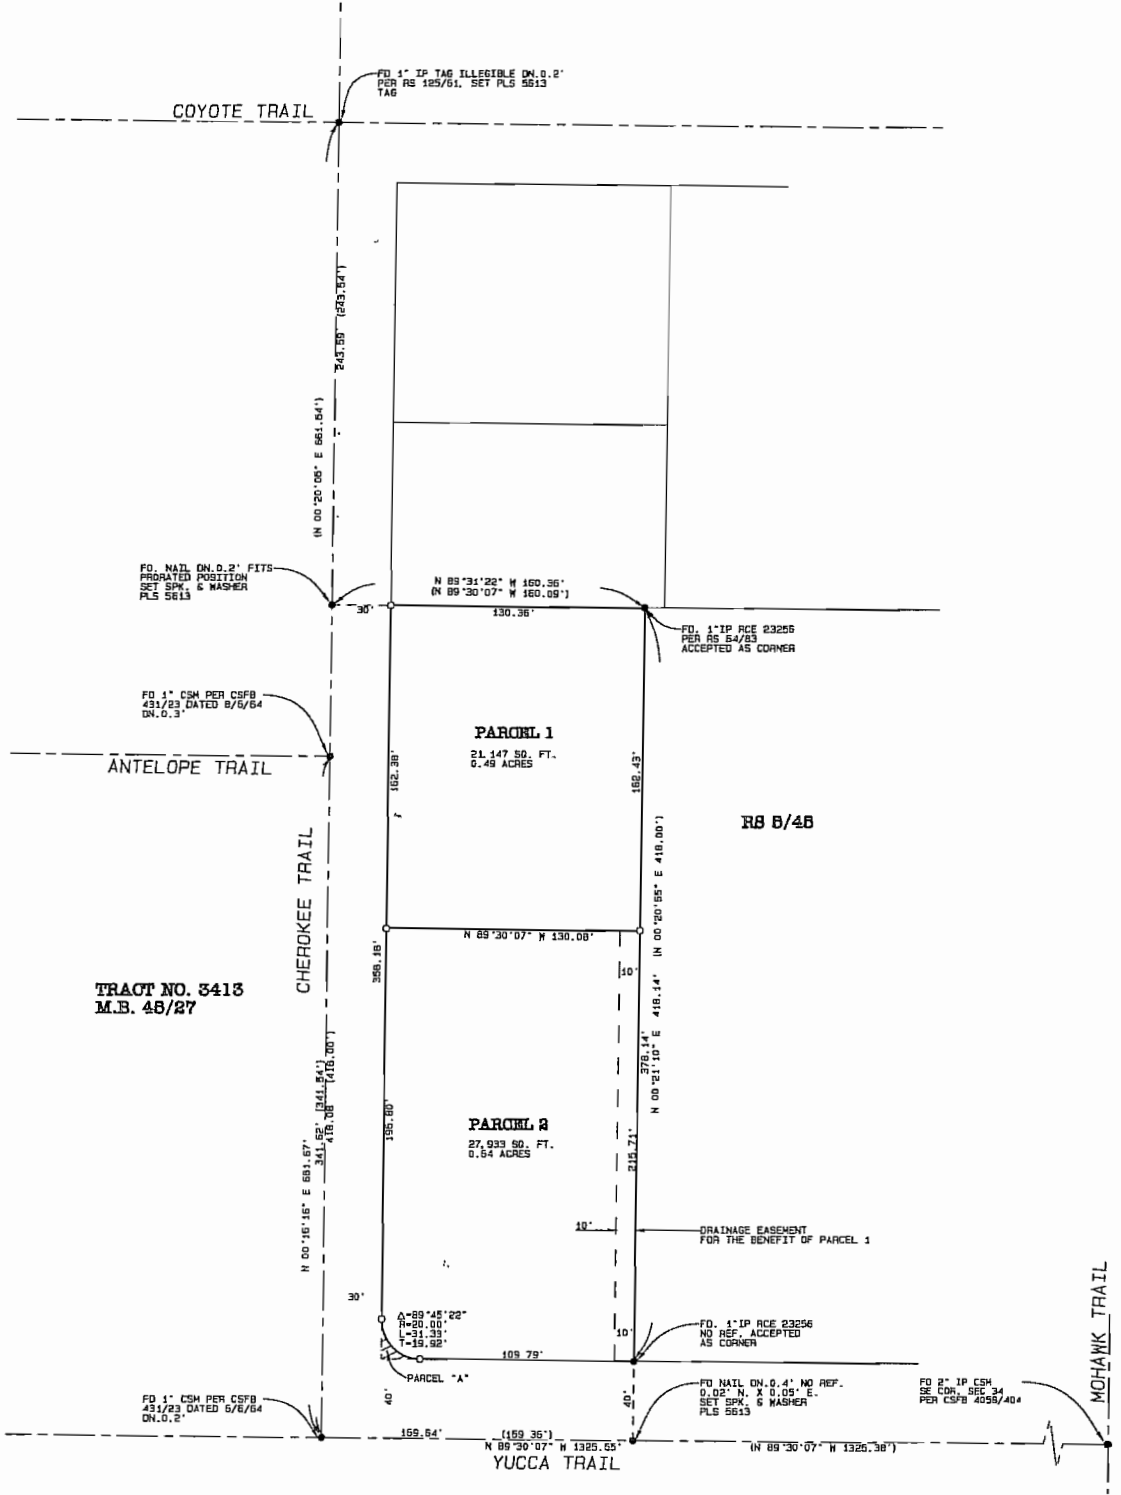 FD 1" IP TAG ILLEGIBLE DN.0.2'
PER RS 125/61, SET PLS 5613
TAG
COYOTE TRAIL
243.59' (243.54')
(N 00°20'05" E 661.54')
FD. NAIL DN.0.2' FITS
PRORATED POSITION
SET SPK. & WASHER
PLS 5613
N 89°31'22" W 160.36'
(N 89°30'07" W 160.09')
30'
130.36'
FD. 1"IP RCE 23256
PER RS 64/83
ACCEPTED AS CORNER
FD 1" CSM PER CSFB
431/23 DATED 8/6/64
DN.0.3'
PARCEL 1
21,147 SQ. FT.
0.49 ACRES
162.38'
162.43'
ANTELOPE TRAIL
RS 8/48
CHEROKEE TRAIL
N 00°21'10" E 418.14' (N 00°20'55" E 418.00')
N 89°30'07" W 130.08'
358.18'
10'
TRACT NO. 3413
M.B. 48/27
378.14'
341.62' (341.54')
418.08' (418.00')
195.80'
PARCEL 2
27,933 SQ. FT.
0.64 ACRES
215.71'
N 00°16'16" E 661.67'
10'
DRAINAGE EASEMENT
FOR THE BENEFIT OF PARCEL 1
30'
Δ=89°45'22"
R=20.00'
L=31.33'
T=19.92'
10'
FD. 1"IP RCE 23256
NO REF. ACCEPTED
AS CORNER
109.79'
PARCEL "A"
MOHAWK TRAIL
FD 1" CSM PER CSFB
431/23 DATED 6/6/64
DN.0.2'
40'
40'
FD NAIL DN.0.4' NO REF.
0.02' N. X 0.05' E.
SET SPK. & WASHER
PLS 5613
FD 2" IP CSM
SE COR. SEC 34
PER CSFB 4056/404
159.64' (159.36')
N 89°30'07" W 1325.55'
(N 89°30'07" W 1325.38')
YUCCA TRAIL